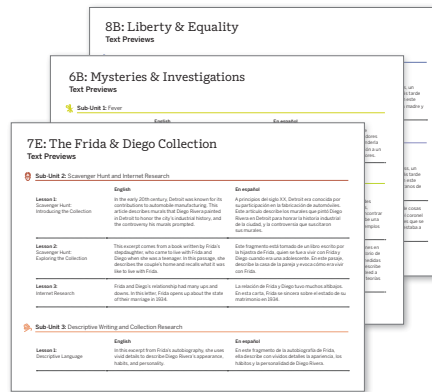 8B: Liberty & Equality
Text Previews
6B: Mysteries & Investigations
Text Previews
Sub-Unit 1: Fever
English En español
7E: The Frida & Diego Collection
Text Previews
Sub-Unit 2: Scavenger Hunt and Internet Research
English En español
Lesson 1:
Scavenger Hunt:
Introducing the Collection
In the early 20th century, Detroit was known for its
contributions to automobile manufacturing. This
article describes murals that Diego Rivera painted
in Detroit to honor the city's industrial history, and
the controversy his murals prompted.
A principios del siglo XX, Detroit era conocida por
su participación en la fabricación de automóviles.
Este artículo describe los murales que pintó Diego
Rivera en Detroit para honrar la historia industrial
de la ciudad, y la controversia que suscitaron
sus murales.
Lesson 2:
Scavenger Hunt:
Exploring the Collection
This excerpt comes from a book written by Frida's
stepdaughter, who came to live with Frida and
Diego when she was a teenager. In this passage, she
describes the couple's home and recalls what it was
like to live with Frida.
Este fragmento está tomado de un libro escrito por
la hijastra de Frida, quien se fue a vivir con Frida y
Diego cuando era una adolescente. En este pasaje,
describe la casa de la pareja y evoca cómo era vivir
con Frida.
Lesson 3:
Internet Research
Frida and Diego's relationship had many ups and
downs. In this letter, Frida opens up about the state
of their marriage in 1934.
La relación de Frida y Diego tuvo muchos altibajos.
En esta carta, Frida se sincera sobre el estado de su
matrimonio en 1934.
Sub-Unit 3: Descriptive Writing and Collection Research
English En español
Lesson 1:
Descriptive Language
In this excerpt from Frida's autobiography, she uses
vivid details to describe Diego Rivera's appearance,
habits, and personality.
En este fragmento de la autobiografía de Frida,
ella describe con vívidos detalles la apariencia, los
hábitos y la personalidad de Diego Rivera.